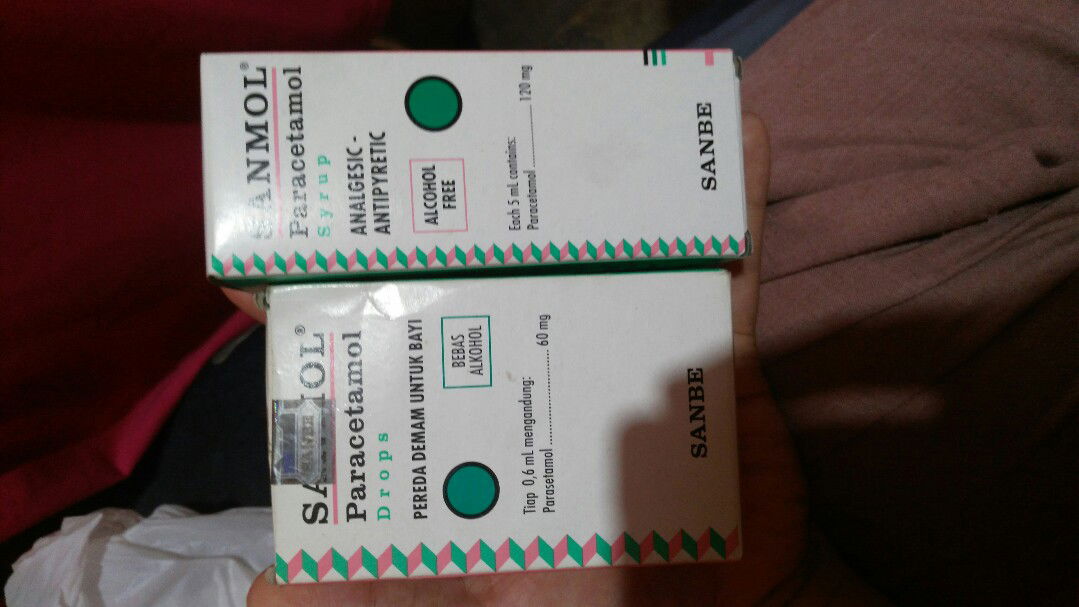 SANMOL®
Paracetamol
Syrup
ANALGESIC -
ANTIPYRETIC
ALCOHOL
FREE
Each 5 mL contains:
Paracetamol .................. 120 mg
SANBE
SANMOL®
Paracetamol
Drops
PEREDA DEMAM UNTUK BAYI
BEBAS
ALKOHOL
Tiap 0,6 mL mengandung:
Parasetamol ........................ 60 mg
SANBE